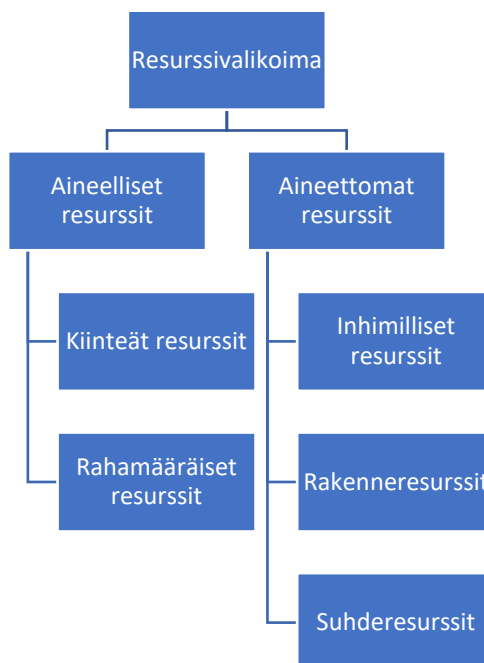 Resurssivalikoima
Aineelliset
resurssit
Aineettomat
resurssit
Kiinteät resurssit
Inhimilliset
resurssit
Rahamääräiset
resurssit
Rakenneresurssit
Suhderesurssit